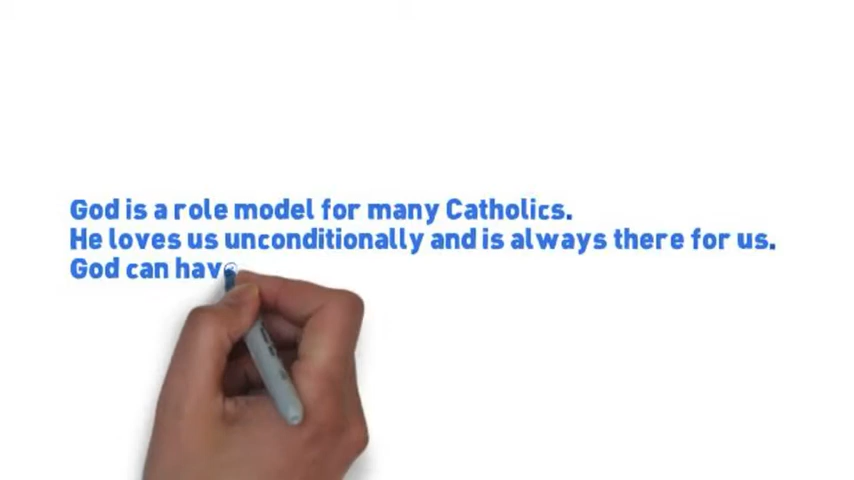 God is a role model for many Catholics.
He loves us unconditionally and is always there for us.
God can hav